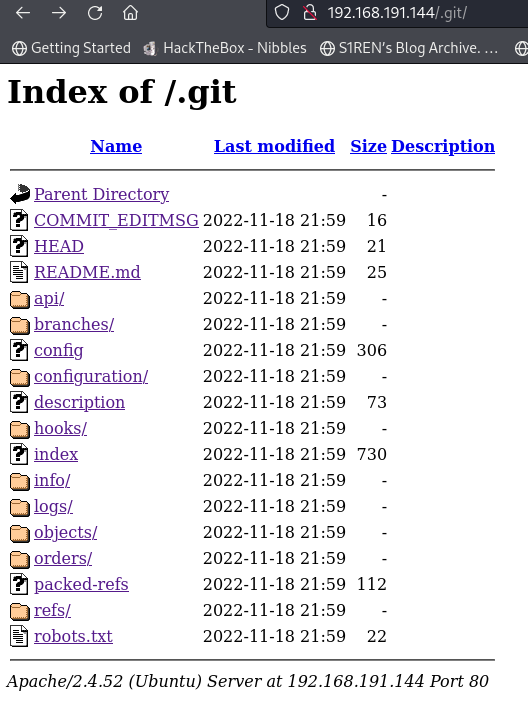 192.168.191.144/.git/
Getting Started HackTheBox - Nibbles S1REN's Blog Archive. ...
Index of /.git
Name Last modified Size Description
Parent Directory -
COMMIT_EDITMSG 2022-11-18 21:59 16
HEAD 2022-11-18 21:59 21
README.md 2022-11-18 21:59 25
api/ 2022-11-18 21:59 -
branches/ 2022-11-18 21:59 -
config 2022-11-18 21:59 306
configuration/ 2022-11-18 21:59 -
description 2022-11-18 21:59 73
hooks/ 2022-11-18 21:59 -
index 2022-11-18 21:59 730
info/ 2022-11-18 21:59 -
logs/ 2022-11-18 21:59 -
objects/ 2022-11-18 21:59 -
orders/ 2022-11-18 21:59 -
packed-refs 2022-11-18 21:59 112
refs/ 2022-11-18 21:59 -
robots.txt 2022-11-18 21:59 22
Apache/2.4.52 (Ubuntu) Server at 192.168.191.144 Port 80